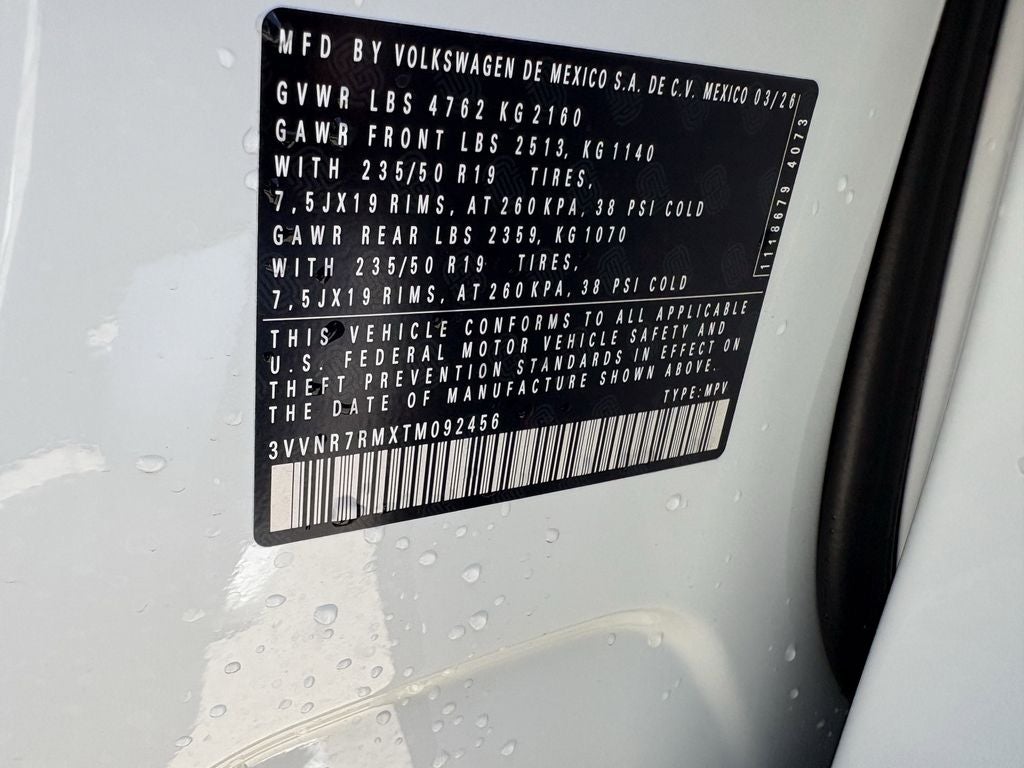 MFD BY VOLKSWAGEN DE MEXICO S.A. DE C.V. MEXICO 03/26
GVWR LBS 4762 KG 2160
GAWR FRONT LBS 2513, KG 1140
WITH 235/50 R19 TIRES,
7,5JX19 RIMS, AT 260 KPA, 38 PSI COLD
GAWR REAR LBS 2359, KG 1070
WITH 235/50 R19 TIRES,
7,5JX19 RIMS, AT 260 KPA, 38 PSI COLD
1118679 4073
THIS VEHICLE CONFORMS TO ALL APPLICABLE
U.S. FEDERAL MOTOR VEHICLE SAFETY AND
THEFT PREVENTION STANDARDS IN EFFECT ON
THE DATE OF MANUFACTURE SHOWN ABOVE.
TYPE: MPV
3VVNR7RMXTM092456